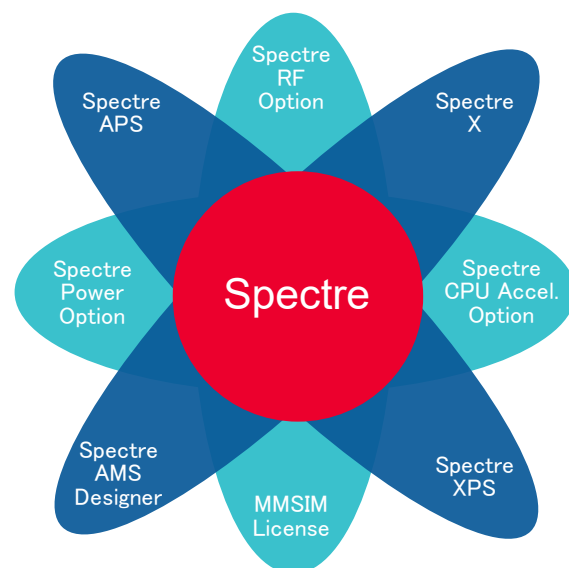 Spectre
RF
Option
Spectre
APS
Spectre
X
Spectre
Power
Option
Spectre
Spectre
CPU Accel.
Option
Spectre
AMS
Designer
MMSIM
License
Spectre
XPS